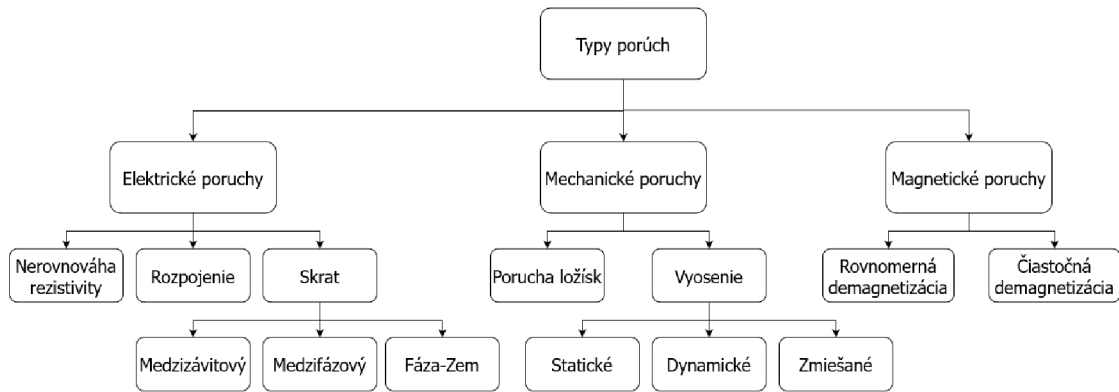 Typy porúch
Elektrické poruchy
Mechanické poruchy
Magnetické poruchy
Nerovnováha
rezistivity
Rozpojenie
Skrat
Porucha ložísk
Vyosenie
Rovnomerná
demagnetizácia
Čiastočná
demagnetizácia
Medzizávitový
Medzifázový
Fáza-Zem
Statické
Dynamické
Zmiešané